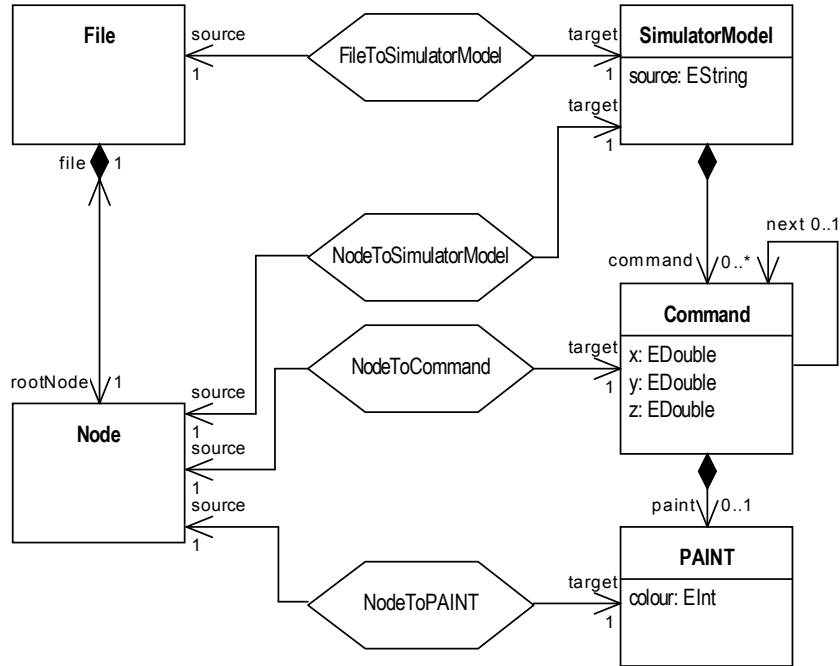 File
source
1
FileToSimulatorModel
target
1
SimulatorModel
source: EString
target
1
file
1
NodeToSimulatorModel
next 0..1
command
0..*
Command
x: EDouble
y: EDouble
z: EDouble
NodeToCommand
target
1
rootNode
1
Node
source
1
source
1
source
1
paint
0..1
PAINT
colour: EInt
NodeToPAINT
target
1